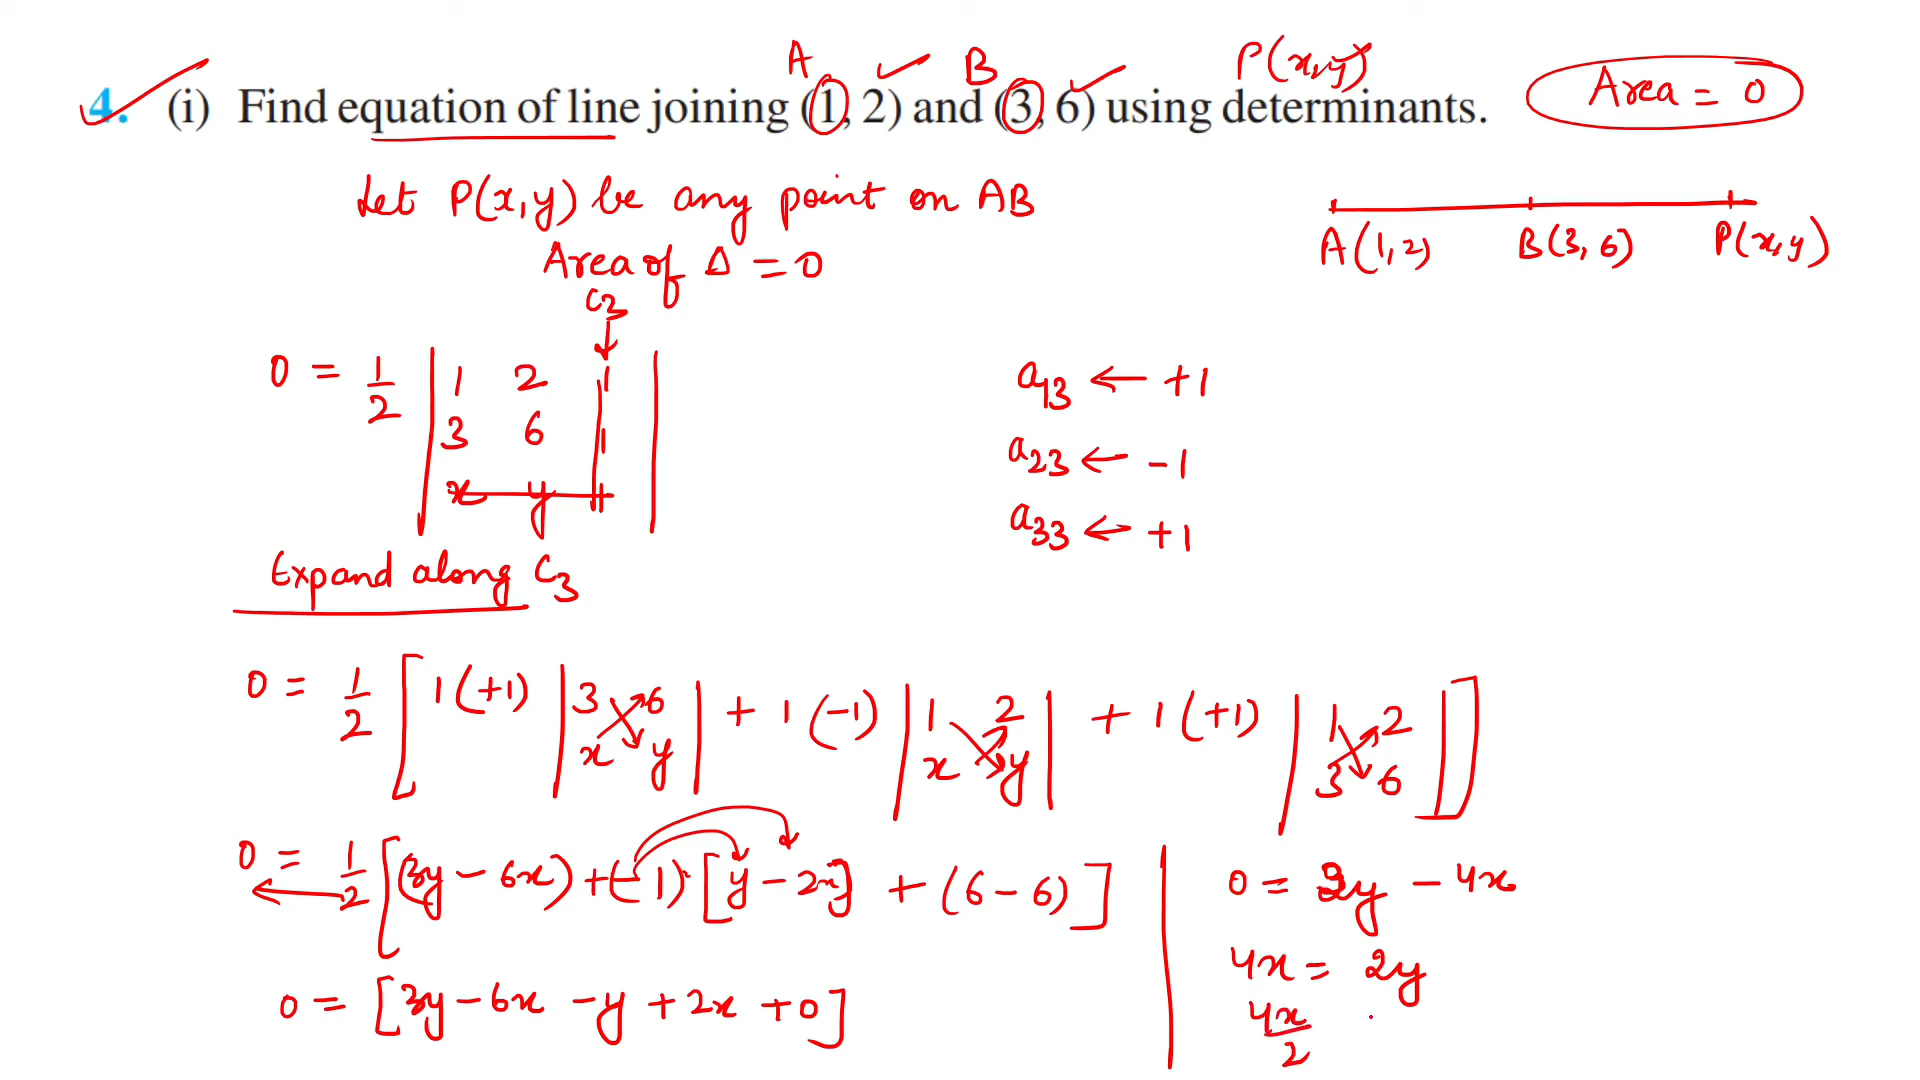 A B P(x,y)
4. (i) Find equation of line joining (1, 2) and (3, 6) using determinants. Area = 0
Let P(x,y) be any point on AB
A(1,2) B(3,6) P(x,y)
Area of Δ = 0
C3
0 = 1/2 | 1 2 1
3 6 1
x y 1 |
a13 ← +1
a23 ← -1
a33 ← +1
Expand along C3
0 = 1/2 [ 1(+1) | 3 6 x y | + 1(-1) | 1 2 x y | + 1(+1) | 1 2 3 6 | ]
0 = 1/2 [(3y - 6x) + (-1) [y - 2x] + (6 - 6)]
0 = [3y - 6x - y + 2x + 0]
0 = 2y - 4x
4x = 2y
4x/2